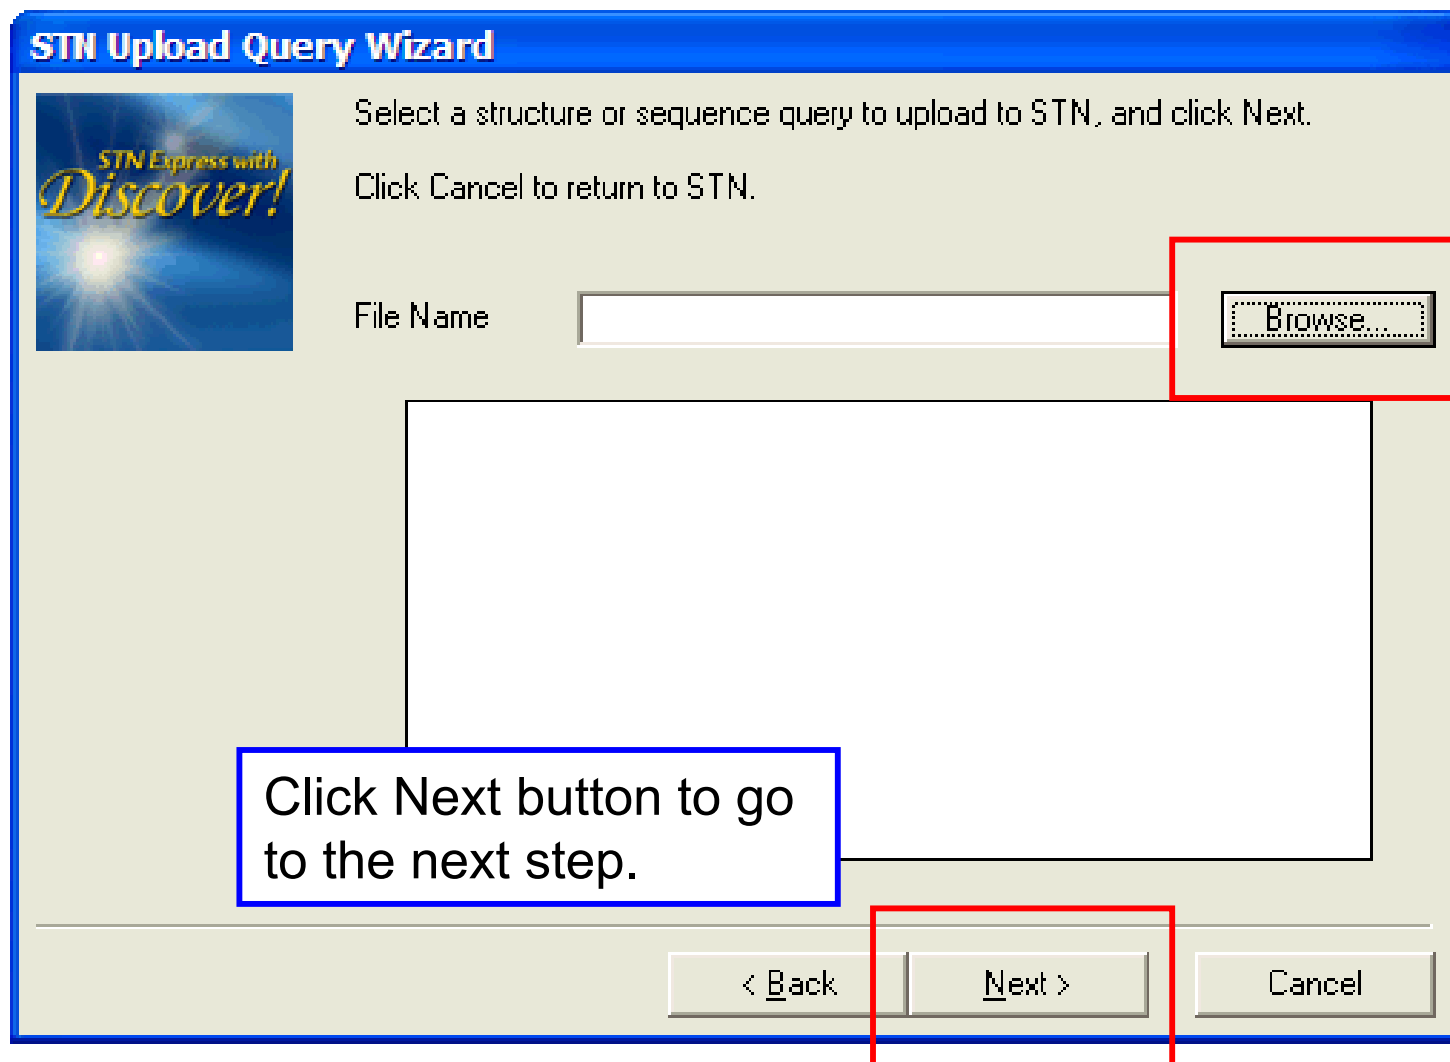 STN Upload Query Wizard
STN Express with
Discover!
Select a structure or sequence query to upload to STN, and click Next.
Click Cancel to return to STN.
File Name
Browse...
Click Next button to go
to the next step.
< Back
Next >
Cancel